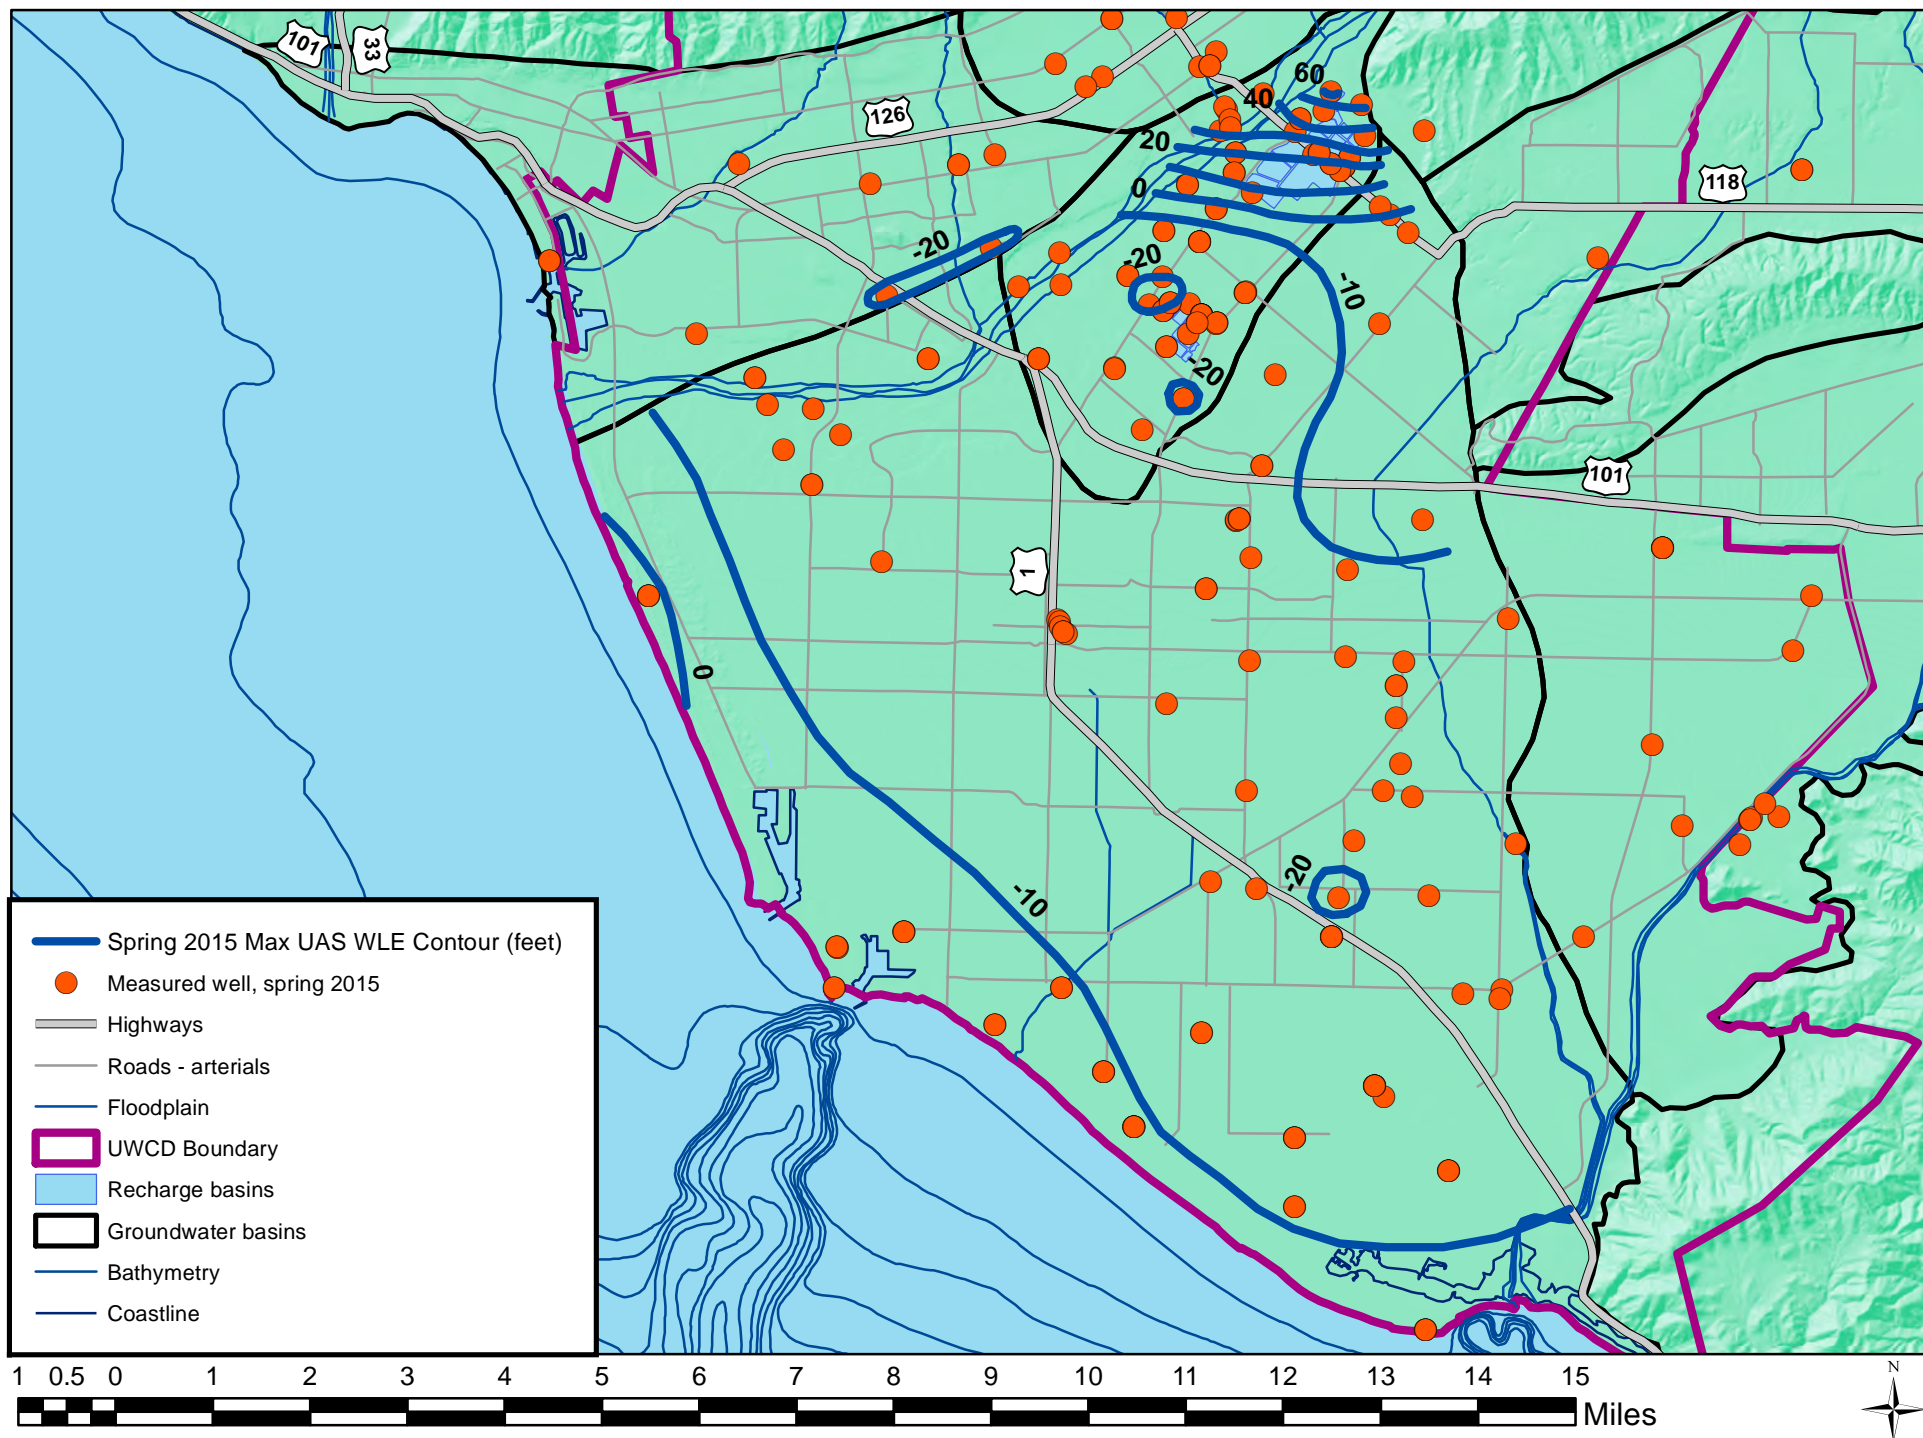 101
33
126
60
40
20
0
118
-20
-20
-10
-20
101
1
0
-20
-10
Spring 2015 Max UAS WLE Contour (feet)
Measured well, spring 2015
Highways
Roads - arterials
Floodplain
UWCD Boundary
Recharge basins
Groundwater basins
Bathymetry
Coastline
1 0.5 0 1 2 3 4 5 6 7 8 9 10 11 12 13 14 15
Miles
N